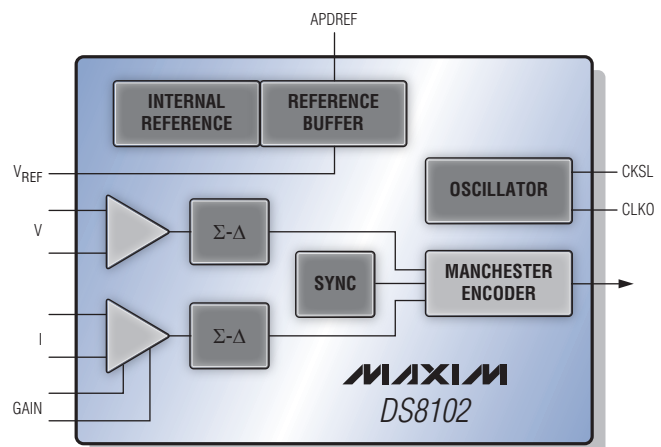 APDREF
INTERNAL
REFERENCE
REFERENCE
BUFFER
VREF
V
Σ-Δ
OSCILLATOR
CKSL
CLKO
SYNC
MANCHESTER
ENCODER
I
Σ-Δ
GAIN
MAXIM
DS8102